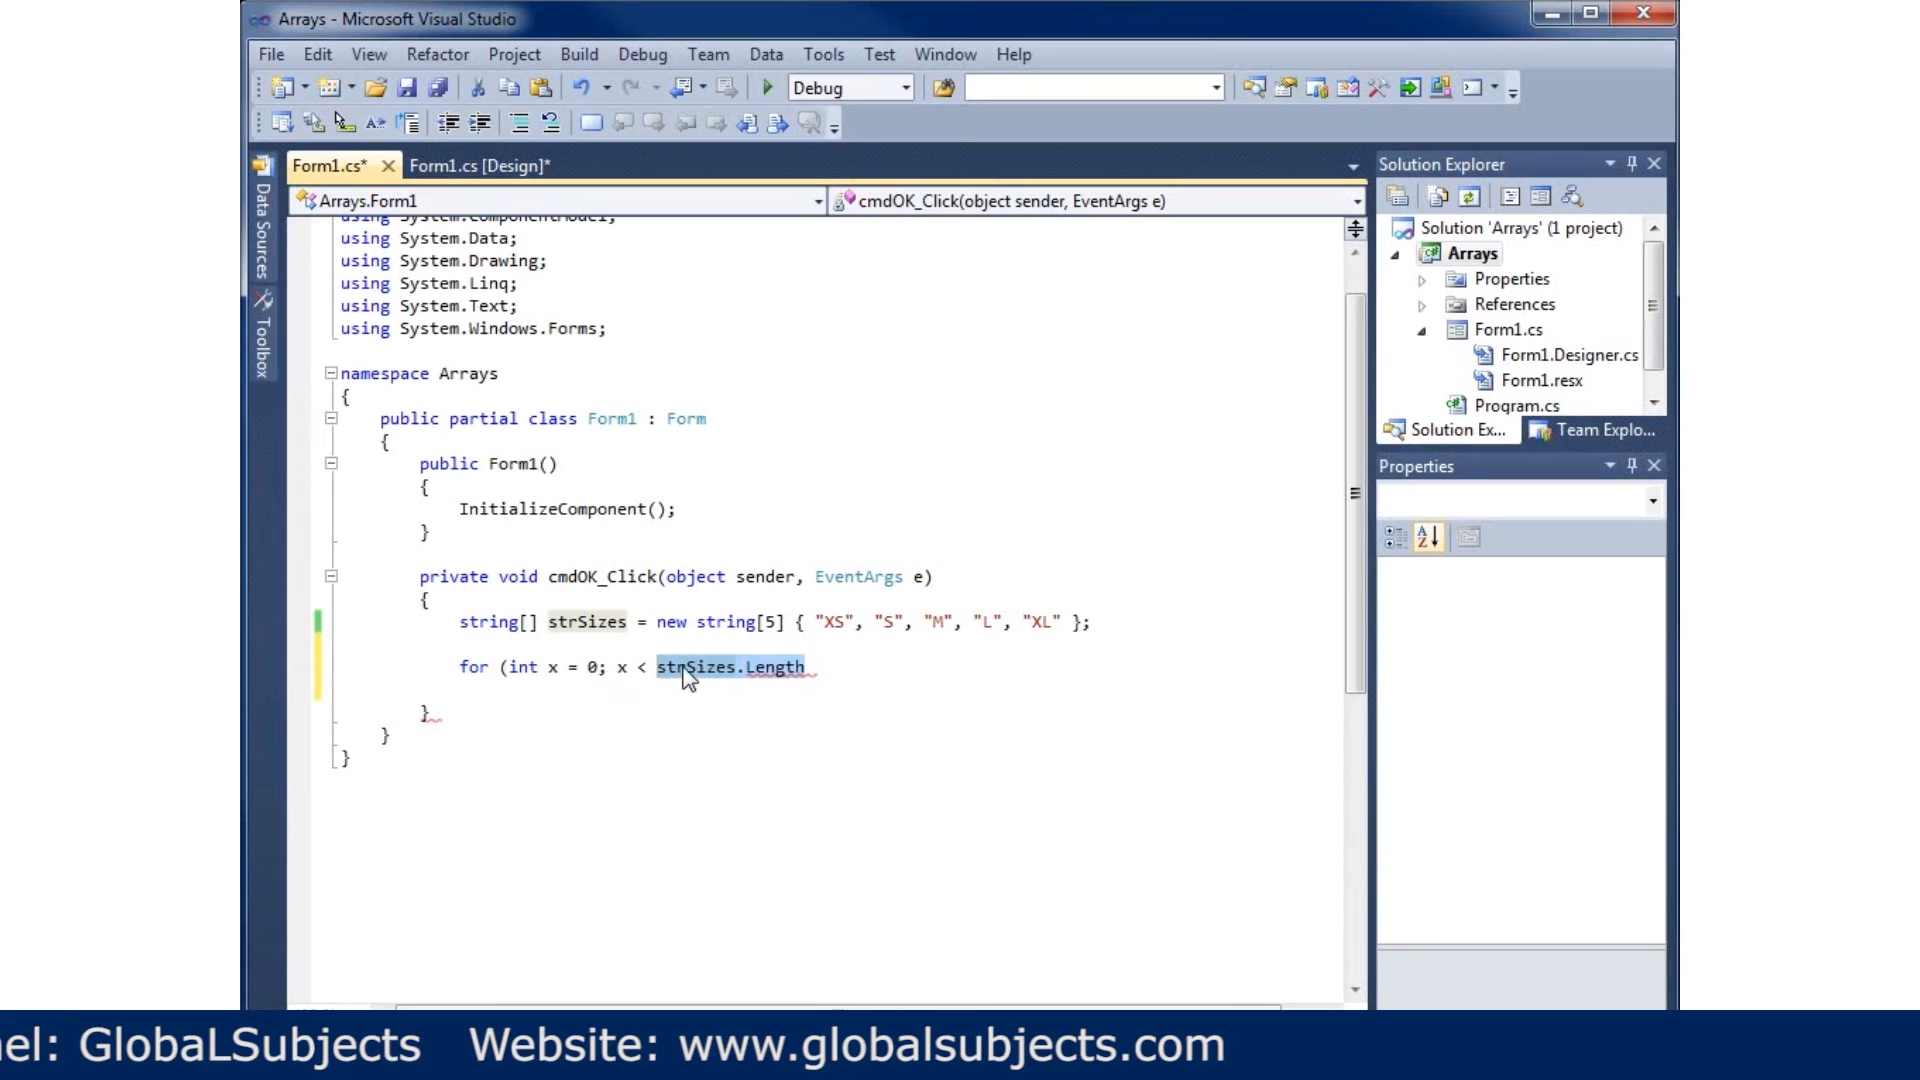 Arrays - Microsoft Visual Studio
File Edit View Refactor Project Build Debug Team Data Tools Test Window Help
Debug
Form1.cs* Form1.cs [Design]*
Arrays.Form1 cmdOK_Click(object sender, EventArgs e)
Data Sources
Toolbox
using System.ComponentModel;
using System.Data;
using System.Drawing;
using System.Linq;
using System.Text;
using System.Windows.Forms;
namespace Arrays
{
public partial class Form1 : Form
{
public Form1()
{
InitializeComponent();
}
private void cmdOK_Click(object sender, EventArgs e)
{
string[] strSizes = new string[5] { "XS", "S", "M", "L", "XL" };
for (int x = 0; x < strSizes.Length
}
}
}
Solution Explorer
Solution 'Arrays' (1 project)
Arrays
Properties
References
Form1.cs
Form1.Designer.cs
Form1.resx
Program.cs
Solution Ex... Team Explo...
Properties
nel: GlobaLSubjects Website: www.globalsubjects.com